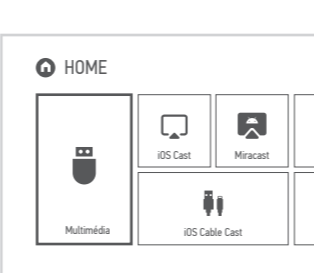 HOME
iOS Cast
Miracast
Multimédia
iOS Cable Cast